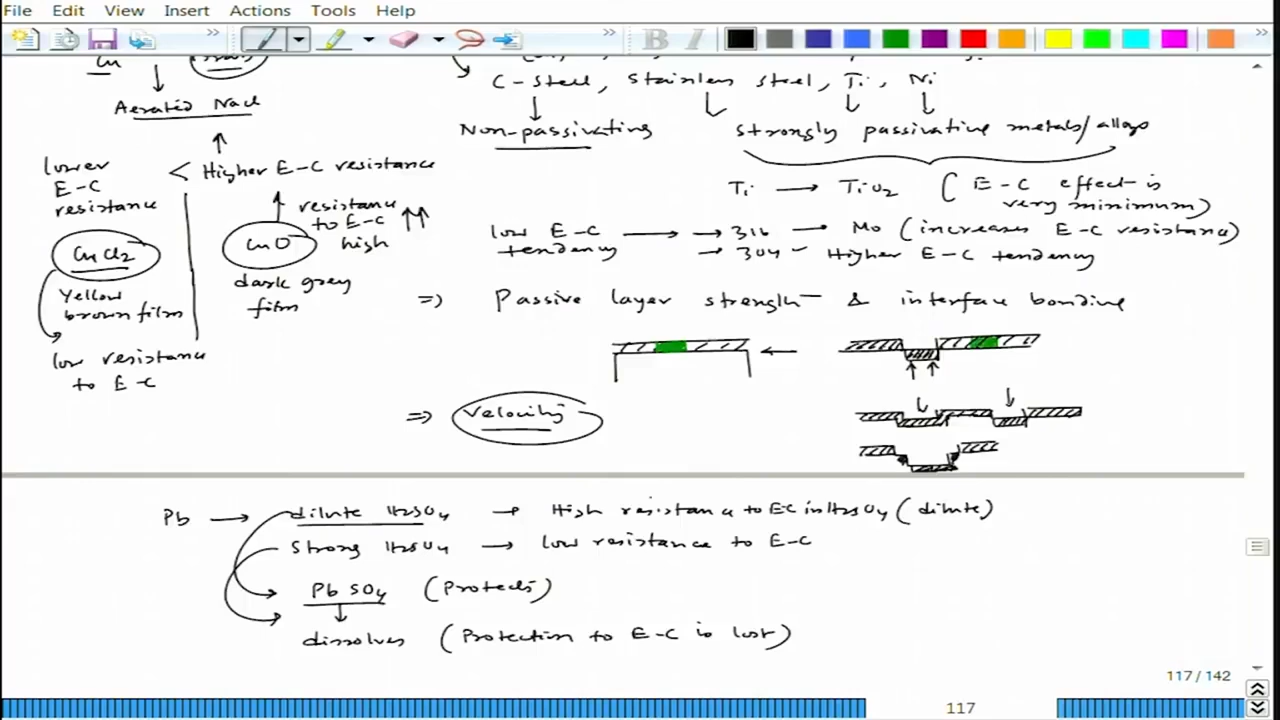 File Edit View Insert Actions Tools Help
Cu
C-Steel, Stainless steel, Ti, Ni
Aerated NaCl
Non-passivating
Strongly passivative metals/alloys
lower E-C resistance
< Higher E-C resistance
Ti → TiO2 (E-C effect is very minimum)
resistance to E-C high ↑↑
CuCl2
CuO
low E-C tendency → 316 → Mo (increases E-C resistance)
→ 304 - Higher E-C tendency
Yellow brown film
dark grey film
⇒ Passive layer strength & interface bonding
low resistance to E-C
⇒ Velocity
Pb → dilute H2SO4 → High resistance to EC in H2SO4 (dilute)
Strong H2SO4 → low resistance to E-C
PbSO4 (Protects)
dissolves (Protection to E-C is lost)
117 / 142
117